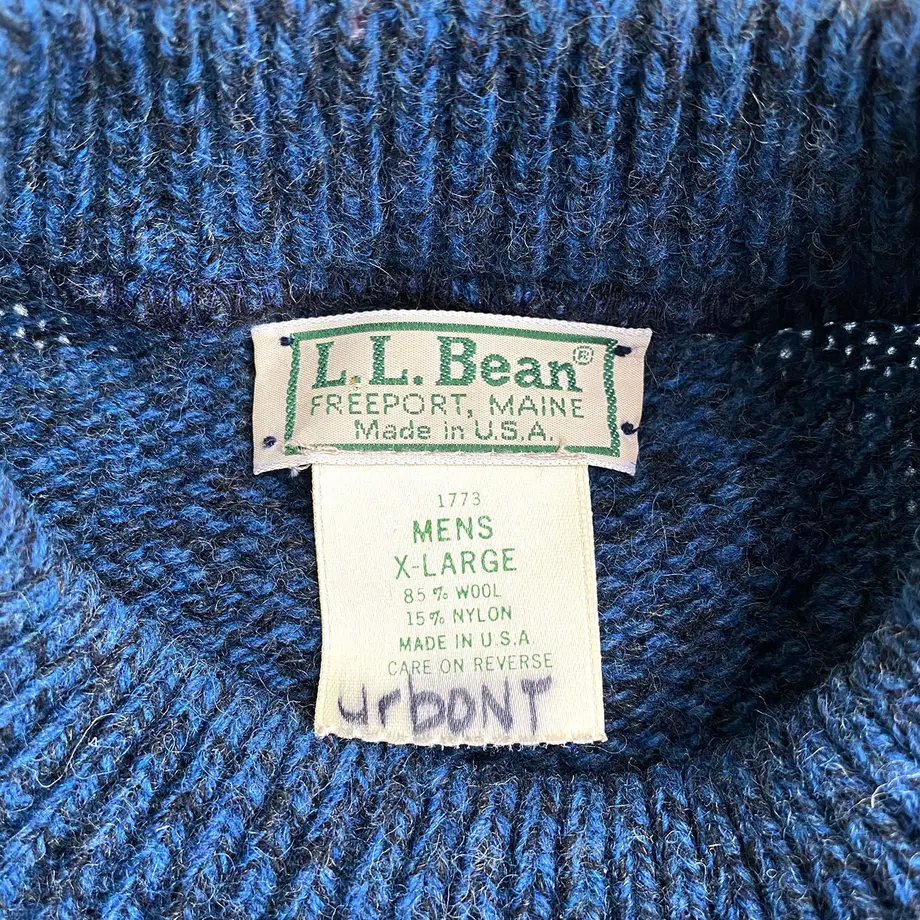 L.L.Bean®
FREEPORT, MAINE
Made in U.S.A.
1773
MENS
X-LARGE
85% WOOL
15% NYLON
MADE IN U.S.A.
CARE ON REVERSE
urbONT